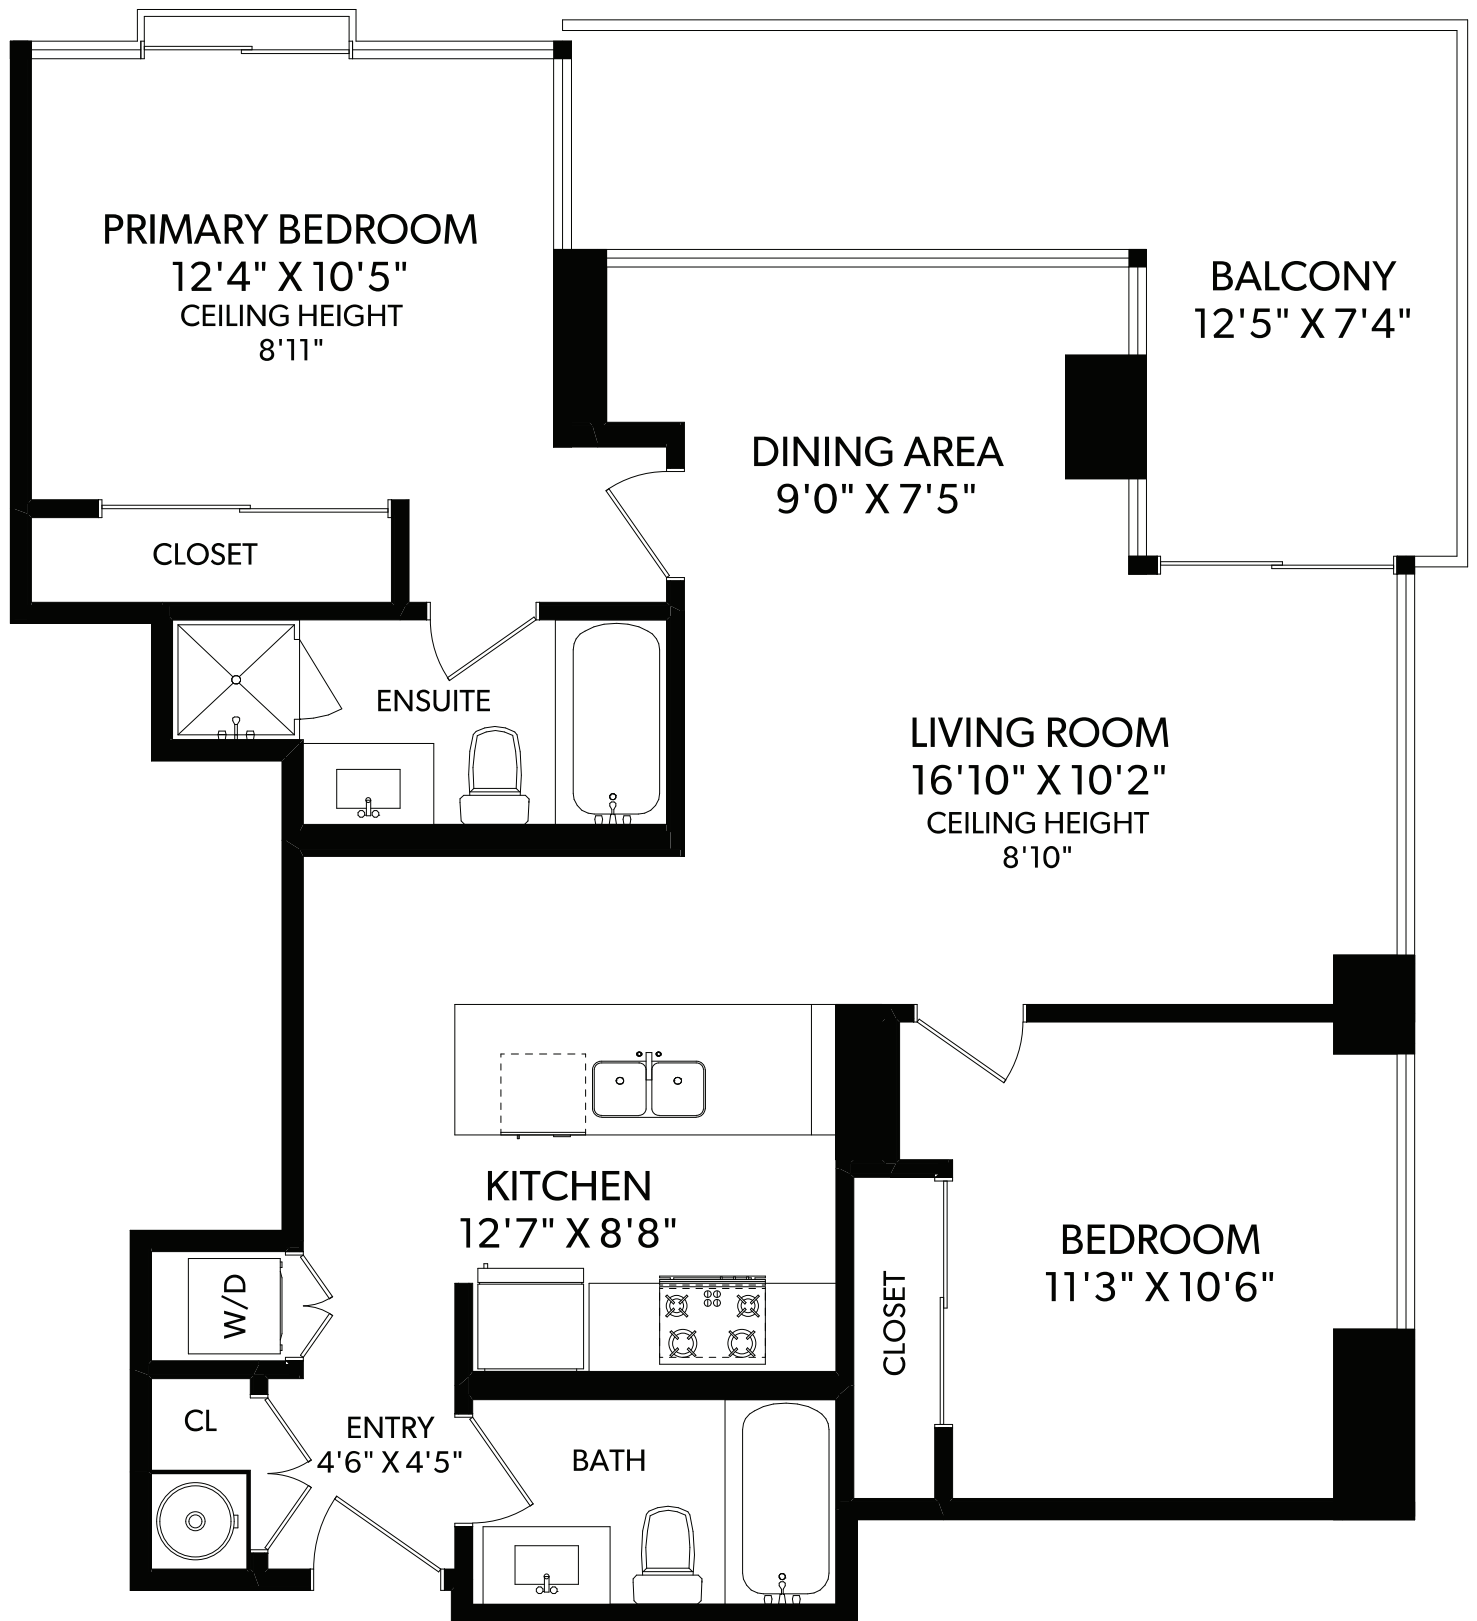 PRIMARY BEDROOM
12'4" X 10'5"
CEILING HEIGHT
8'11"
BALCONY
12'5" X 7'4"
DINING AREA
9'0" X 7'5"
CLOSET
ENSUITE
LIVING ROOM
16'10" X 10'2"
CEILING HEIGHT
8'10"
KITCHEN
12'7" X 8'8"
BEDROOM
11'3" X 10'6"
W/D
CLOSET
CL
ENTRY
4'6" X 4'5"
BATH